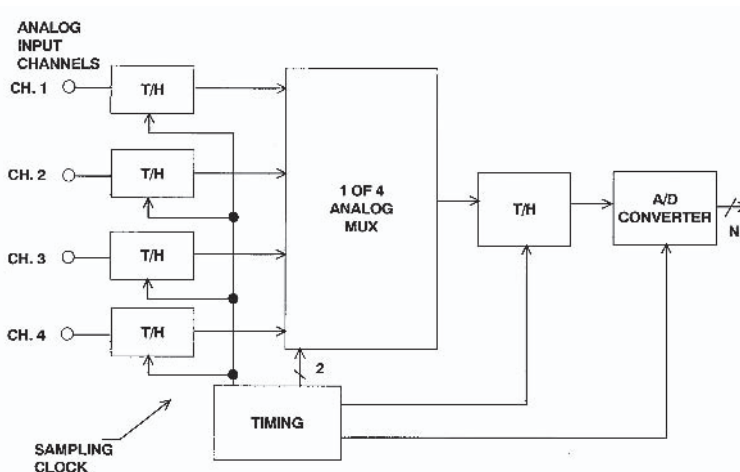 ANALOG
INPUT
CHANNELS
CH. 1
T/H
CH. 2
T/H
CH. 3
T/H
CH. 4
T/H
1 OF 4
ANALOG
MUX
T/H
A/D
CONVERTER
N
2
TIMING
SAMPLING
CLOCK